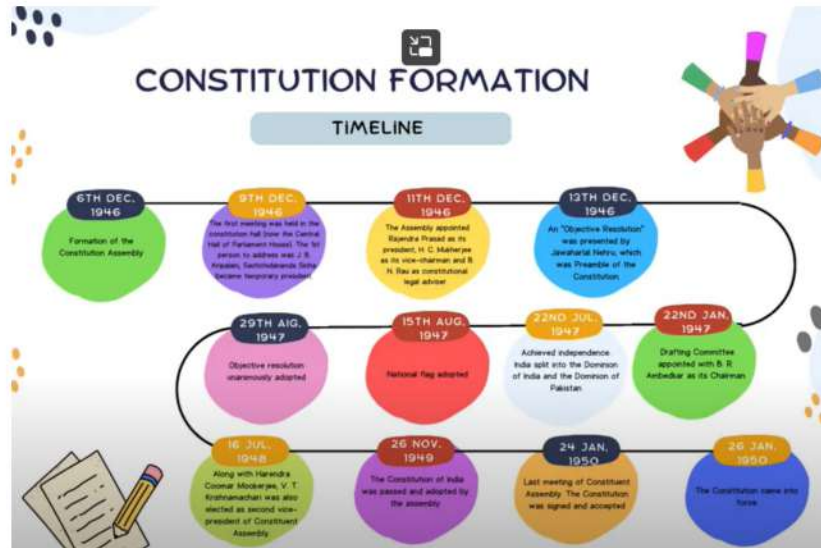 CONSTITUTION FORMATION
TIMELINE
6TH DEC.
1946
Formation of the
Constitution Assembly
9TH DEC.
1946
The first meeting was held in the
constitution hall (now the Central
Hall of Parliament House). The 1st
person to address was J. B.
Kripalani, Sachchidananda Sinha
became temporary president
11TH DEC.
1946
The Assembly appointed
Rajendra Prasad as its
president, H. C. Mukherjee
as its vice-chairman and B.
N. Rau as constitutional
legal adviser
13TH DEC.
1946
An "Objective Resolution"
was presented by
Jawaharlal Nehru, which
was Preamble of the
Constitution.
29TH AIG.
1947
Objective resolution
unanimously adopted
15TH AUG.
1947
National flag adopted
22ND JUL.
1947
Achieved independence.
India split into the Dominion
of India and the Dominion of
Pakistan
22ND JAN.
1947
Drafting Committee
appointed with B. R.
Ambedkar as its Chairman.
16 JUL.
1948
Along with Harendra
Coomar Mookerjee, V. T.
Krishnamachari was also
elected as second vice-
president of Constituent
Assembly.
26 NOV.
1949
The Constitution of India
was passed and adopted by
the assembly
24 JAN.
1950
Last meeting of Constituent
Assembly. The Constitution
was signed and accepted
26 JAN.
1950
The Constitution came into
force